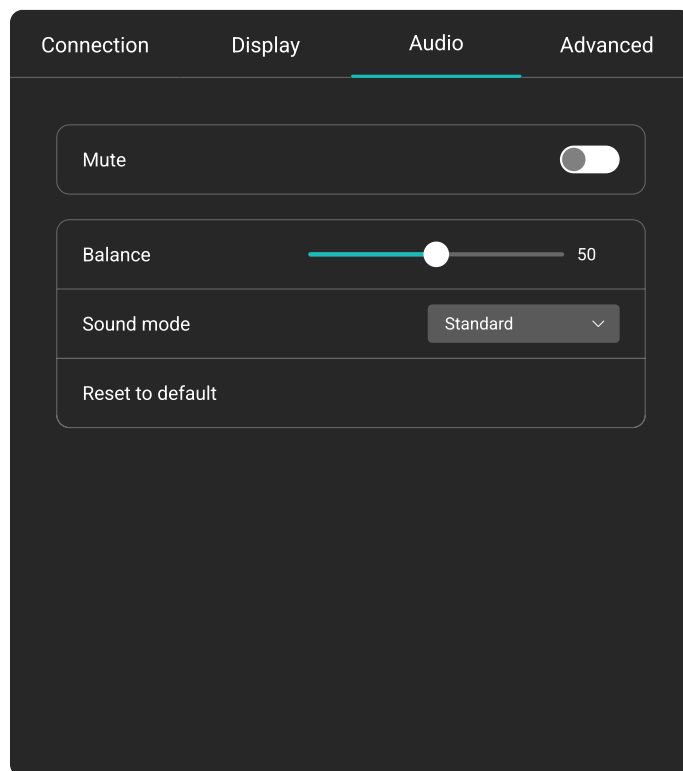 Connection Display Audio Advanced
Mute
Balance 50
Sound mode Standard
Reset to default